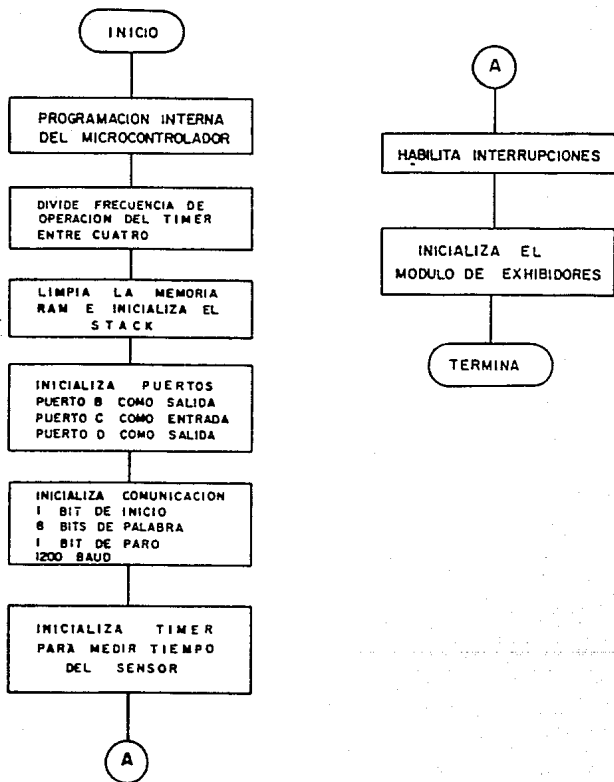 INICIO
PROGRAMACION INTERNA
DEL MICROCONTROLADOR
DIVIDE FRECUENCIA DE
OPERACION DEL TIMER
ENTRE CUATRO
LIMPIA LA MEMORIA
RAM E INICIALIZA EL
STACK
INICIALIZA PUERTOS
PUERTO B COMO SALIDA
PUERTO C COMO ENTRADA
PUERTO D COMO SALIDA
INICIALIZA COMUNICACION
1 BIT DE INICIO
8 BITS DE PALABRA
1 BIT DE PARO
1200 BAUD
INICIALIZA TIMER
PARA MEDIR TIEMPO
DEL SENSOR
A
A
HABILITA INTERRUPCIONES
INICIALIZA EL
MODULO DE EXHIBIDORES
TERMINA